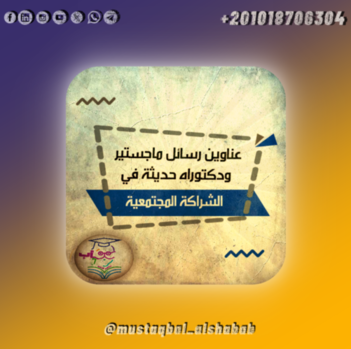 +201018706304
عناوين رسائل ماجستير
ودكتوراه حديثة في
الشراكة المجتمعية
@mustaqbal_alshabab